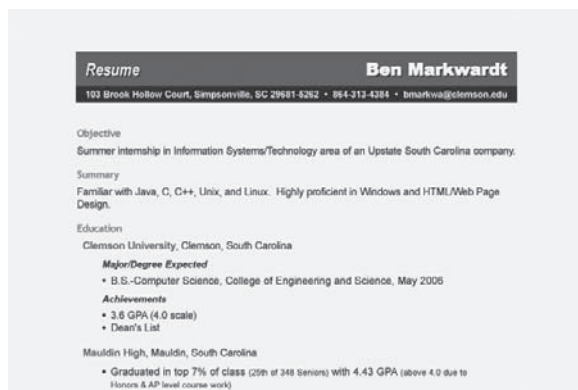 Resume Ben Markwardt
103 Brook Hollow Court, Simpsonville, SC 29681-5262 • 864-313-4384 • bmarkwa@clemson.edu
Objective
Summer internship in Information Systems/Technology area of an Upstate South Carolina company.
Summary
Familiar with Java, C, C++, Unix, and Linux. Highly proficient in Windows and HTML/Web Page
Design.
Education
Clemson University, Clemson, South Carolina
Major/Degree Expected
• B.S.-Computer Science, College of Engineering and Science, May 2006
Achievements
• 3.6 GPA (4.0 scale)
• Dean's List
Mauldin High, Mauldin, South Carolina
• Graduated in top 7% of class (25th of 348 Seniors) with 4.43 GPA (above 4.0 due to
Honors & AP level course work)